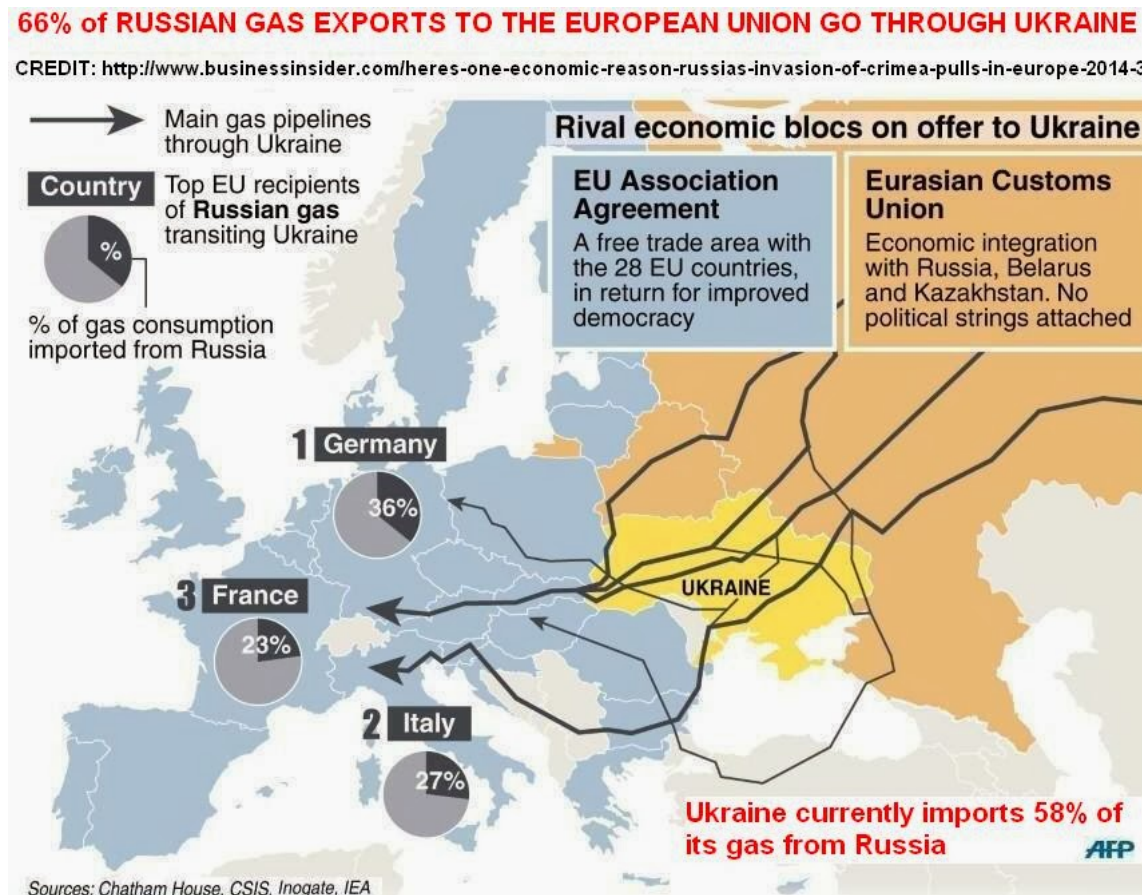 66% of RUSSIAN GAS EXPORTS TO THE EUROPEAN UNION GO THROUGH UKRAINE
CREDIT: http://www.businessinsider.com/heres-one-economic-reason-russias-invasion-of-crimea-pulls-in-europe-2014-3
Main gas pipelines
through Ukraine
Country
%
Top EU recipients
of Russian gas
transiting Ukraine
% of gas consumption
imported from Russia
Rival economic blocs on offer to Ukraine
EU Association
Agreement
A free trade area with
the 28 EU countries,
in return for improved
democracy
Eurasian Customs
Union
Economic integration
with Russia, Belarus
and Kazakhstan. No
political strings attached
1 Germany
36%
3 France
23%
2 Italy
27%
UKRAINE
Ukraine currently imports 58% of
its gas from Russia
AFP
Sources: Chatham House, CSIS, Inogate, IEA